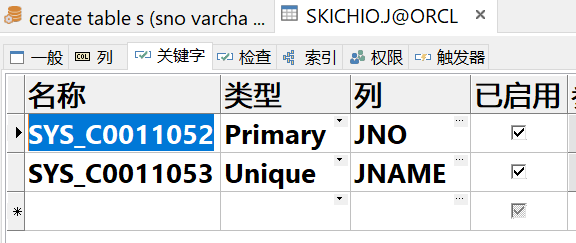 create table s (sno varcha ... SKICHIO.J@ORCL
一般 列 关键字 检查 索引 权限 触发器
名称 类型 列 已启用
SYS_C0011052 Primary JNO
SYS_C0011053 Unique JNAME